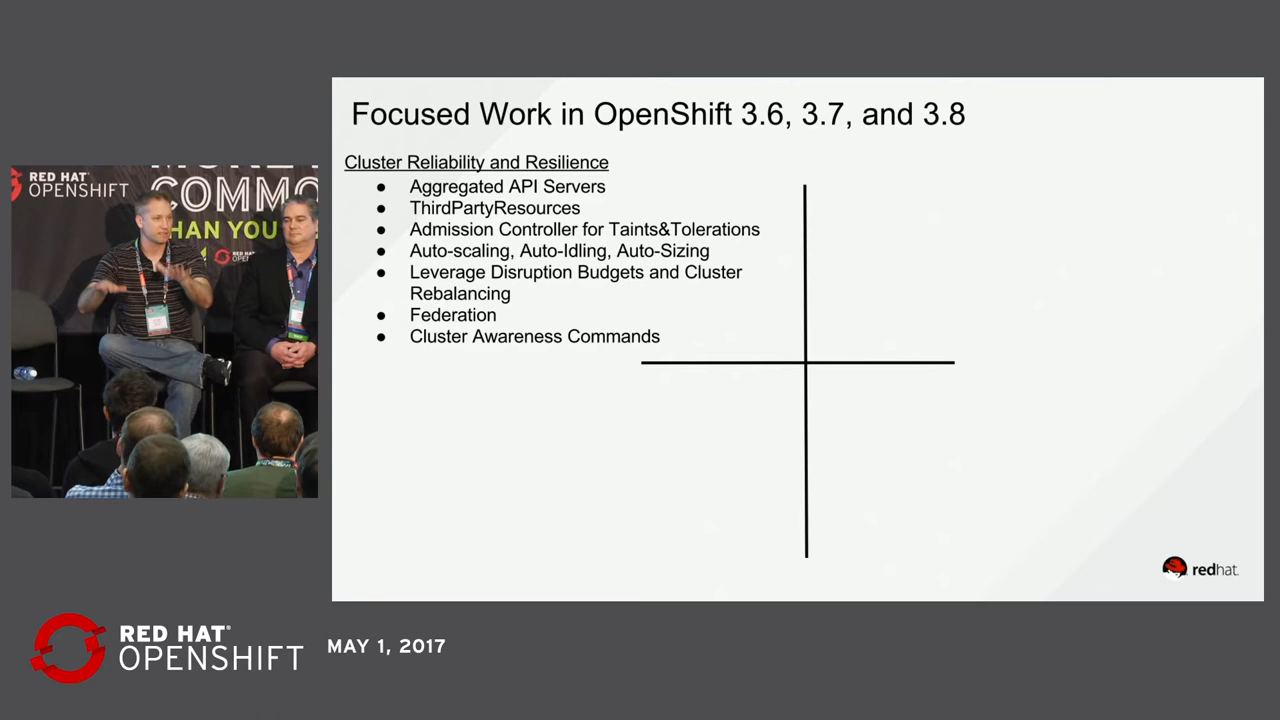 Focused Work in OpenShift 3.6, 3.7, and 3.8
Cluster Reliability and Resilience
● Aggregated API Servers
● ThirdPartyResources
● Admission Controller for Taints&Tolerations
● Auto-scaling, Auto-Idling, Auto-Sizing
● Leverage Disruption Budgets and Cluster
Rebalancing
● Federation
● Cluster Awareness Commands
redhat.
RED HAT®
OPENSHIFT
COMMO
HAN YOU
RED HAT®
OPENSHIFT
MAY 1, 2017